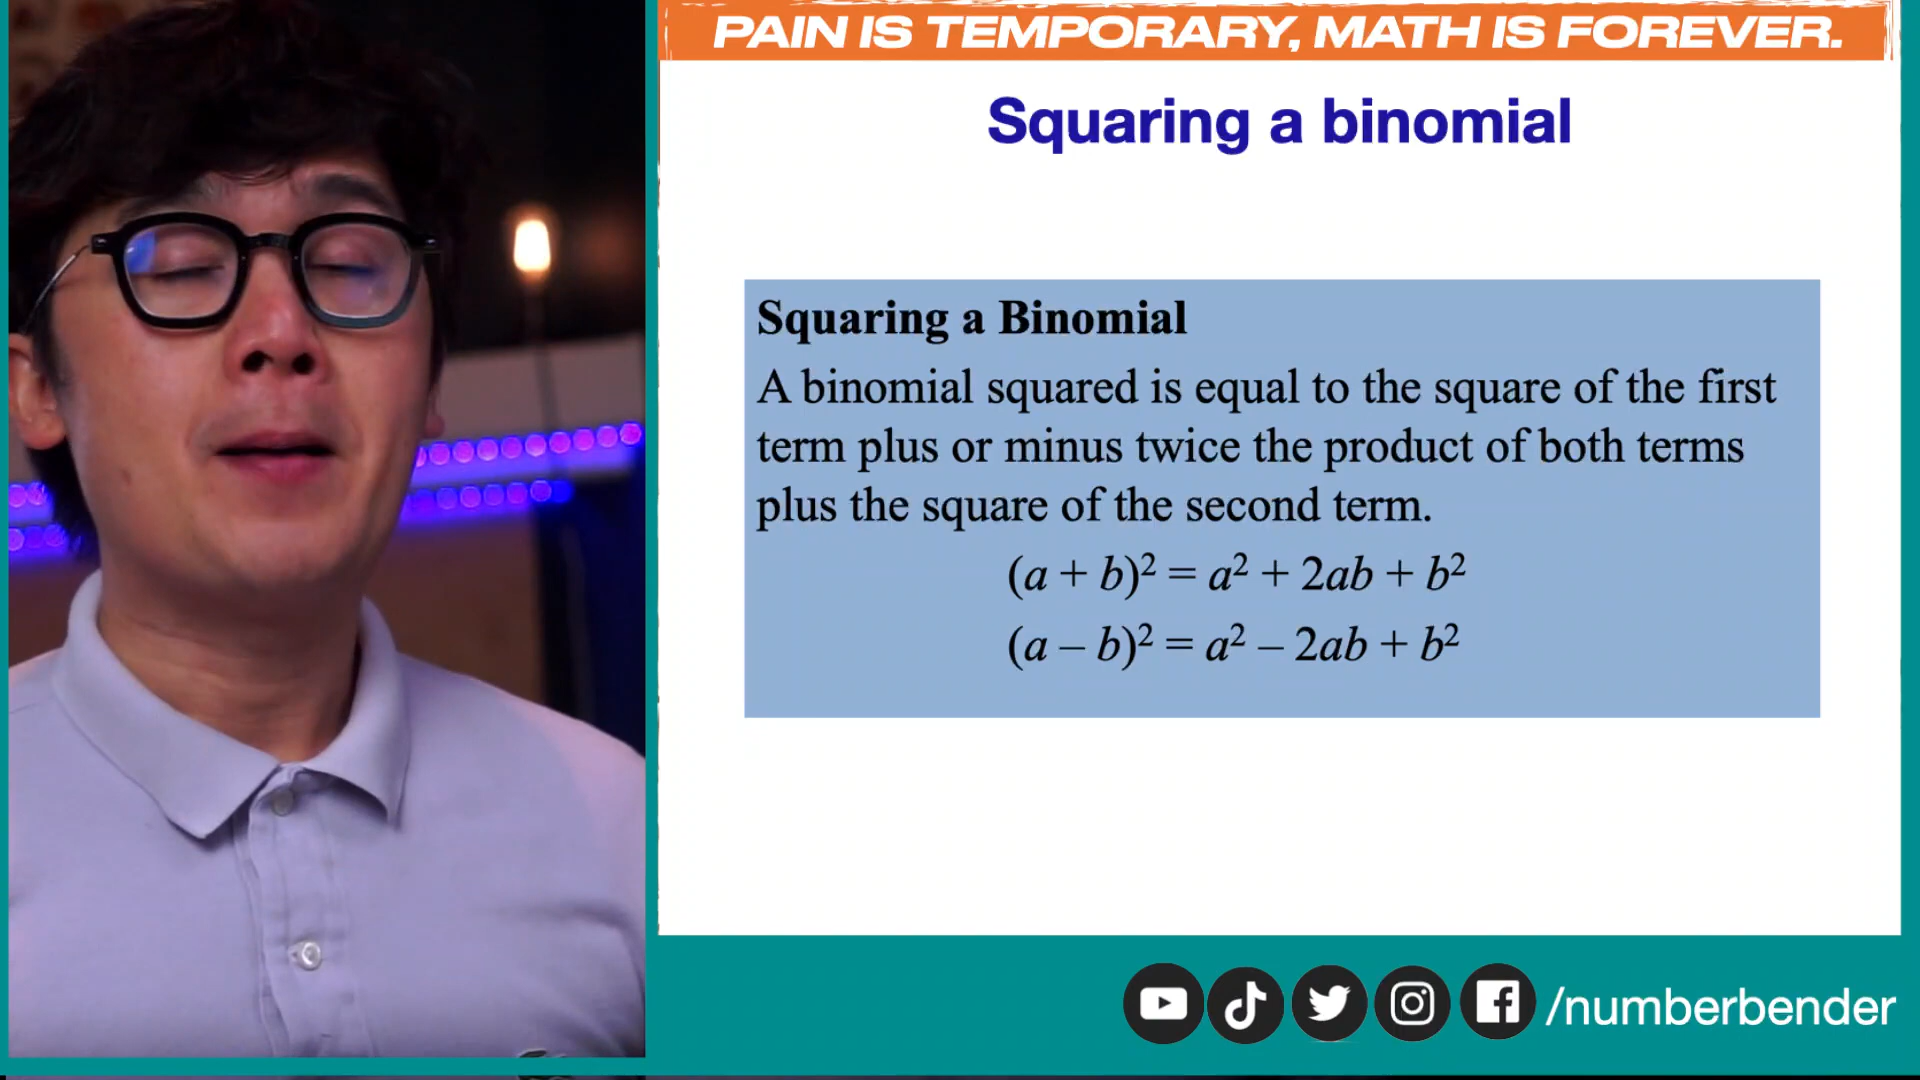 PAIN IS TEMPORARY, MATH IS FOREVER.
Squaring a binomial
Squaring a Binomial
A binomial squared is equal to the square of the first
term plus or minus twice the product of both terms
plus the square of the second term.
(a + b)² = a² + 2ab + b²
(a – b)² = a² – 2ab + b²
/numberbender